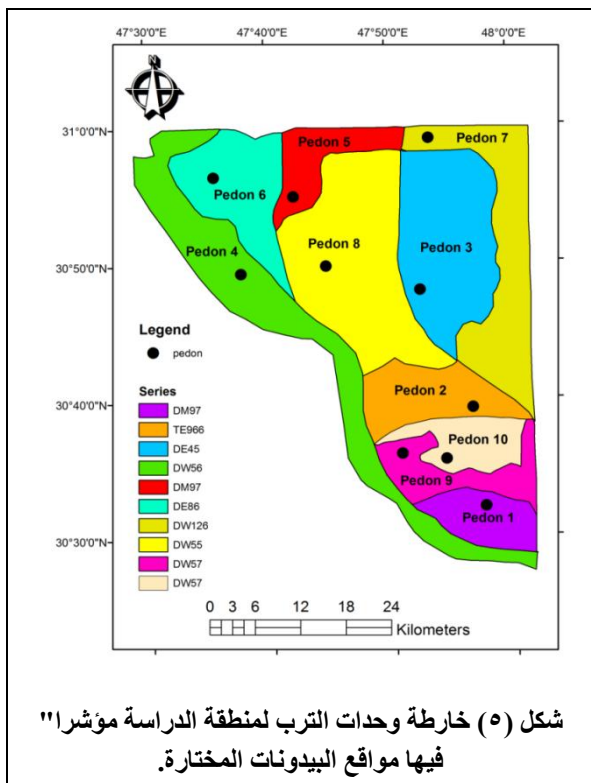 47°30'0"E 47°40'0"E 47°50'0"E 48°0'0"E
31°0'0"N
30°50'0"N
30°40'0"N
30°30'0"N
Pedon 5
Pedon 7
Pedon 6
Pedon 4
Pedon 8
Pedon 3
Pedon 2
Pedon 10
Pedon 9
Pedon 1
Legend
pedon
Series
DM97
TE966
DE45
DW56
DM97
DE86
DW126
DW55
DW57
DW57
0 3 6 12 18 24
Kilometers
شكل (٥) خارطة وحدات الترب لمنطقة الدراسة مؤشرا"
فيها مواقع البيدونات المختارة.